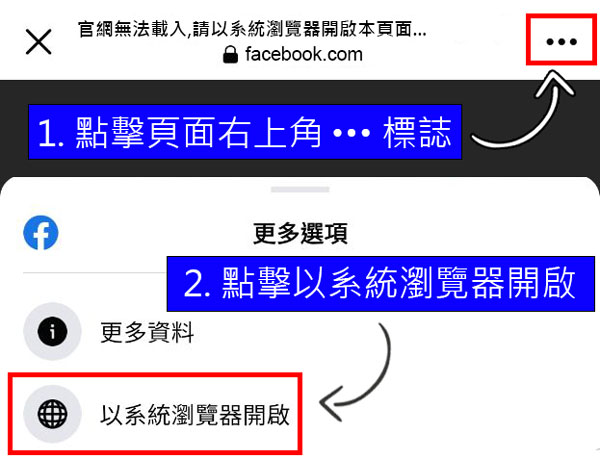 官網無法載入,請以系統瀏覽器開啟本頁面...
facebook.com
1. 點擊頁面右上角 ••• 標誌
更多選項
2. 點擊以系統瀏覽器開啟
更多資料
以系統瀏覽器開啟